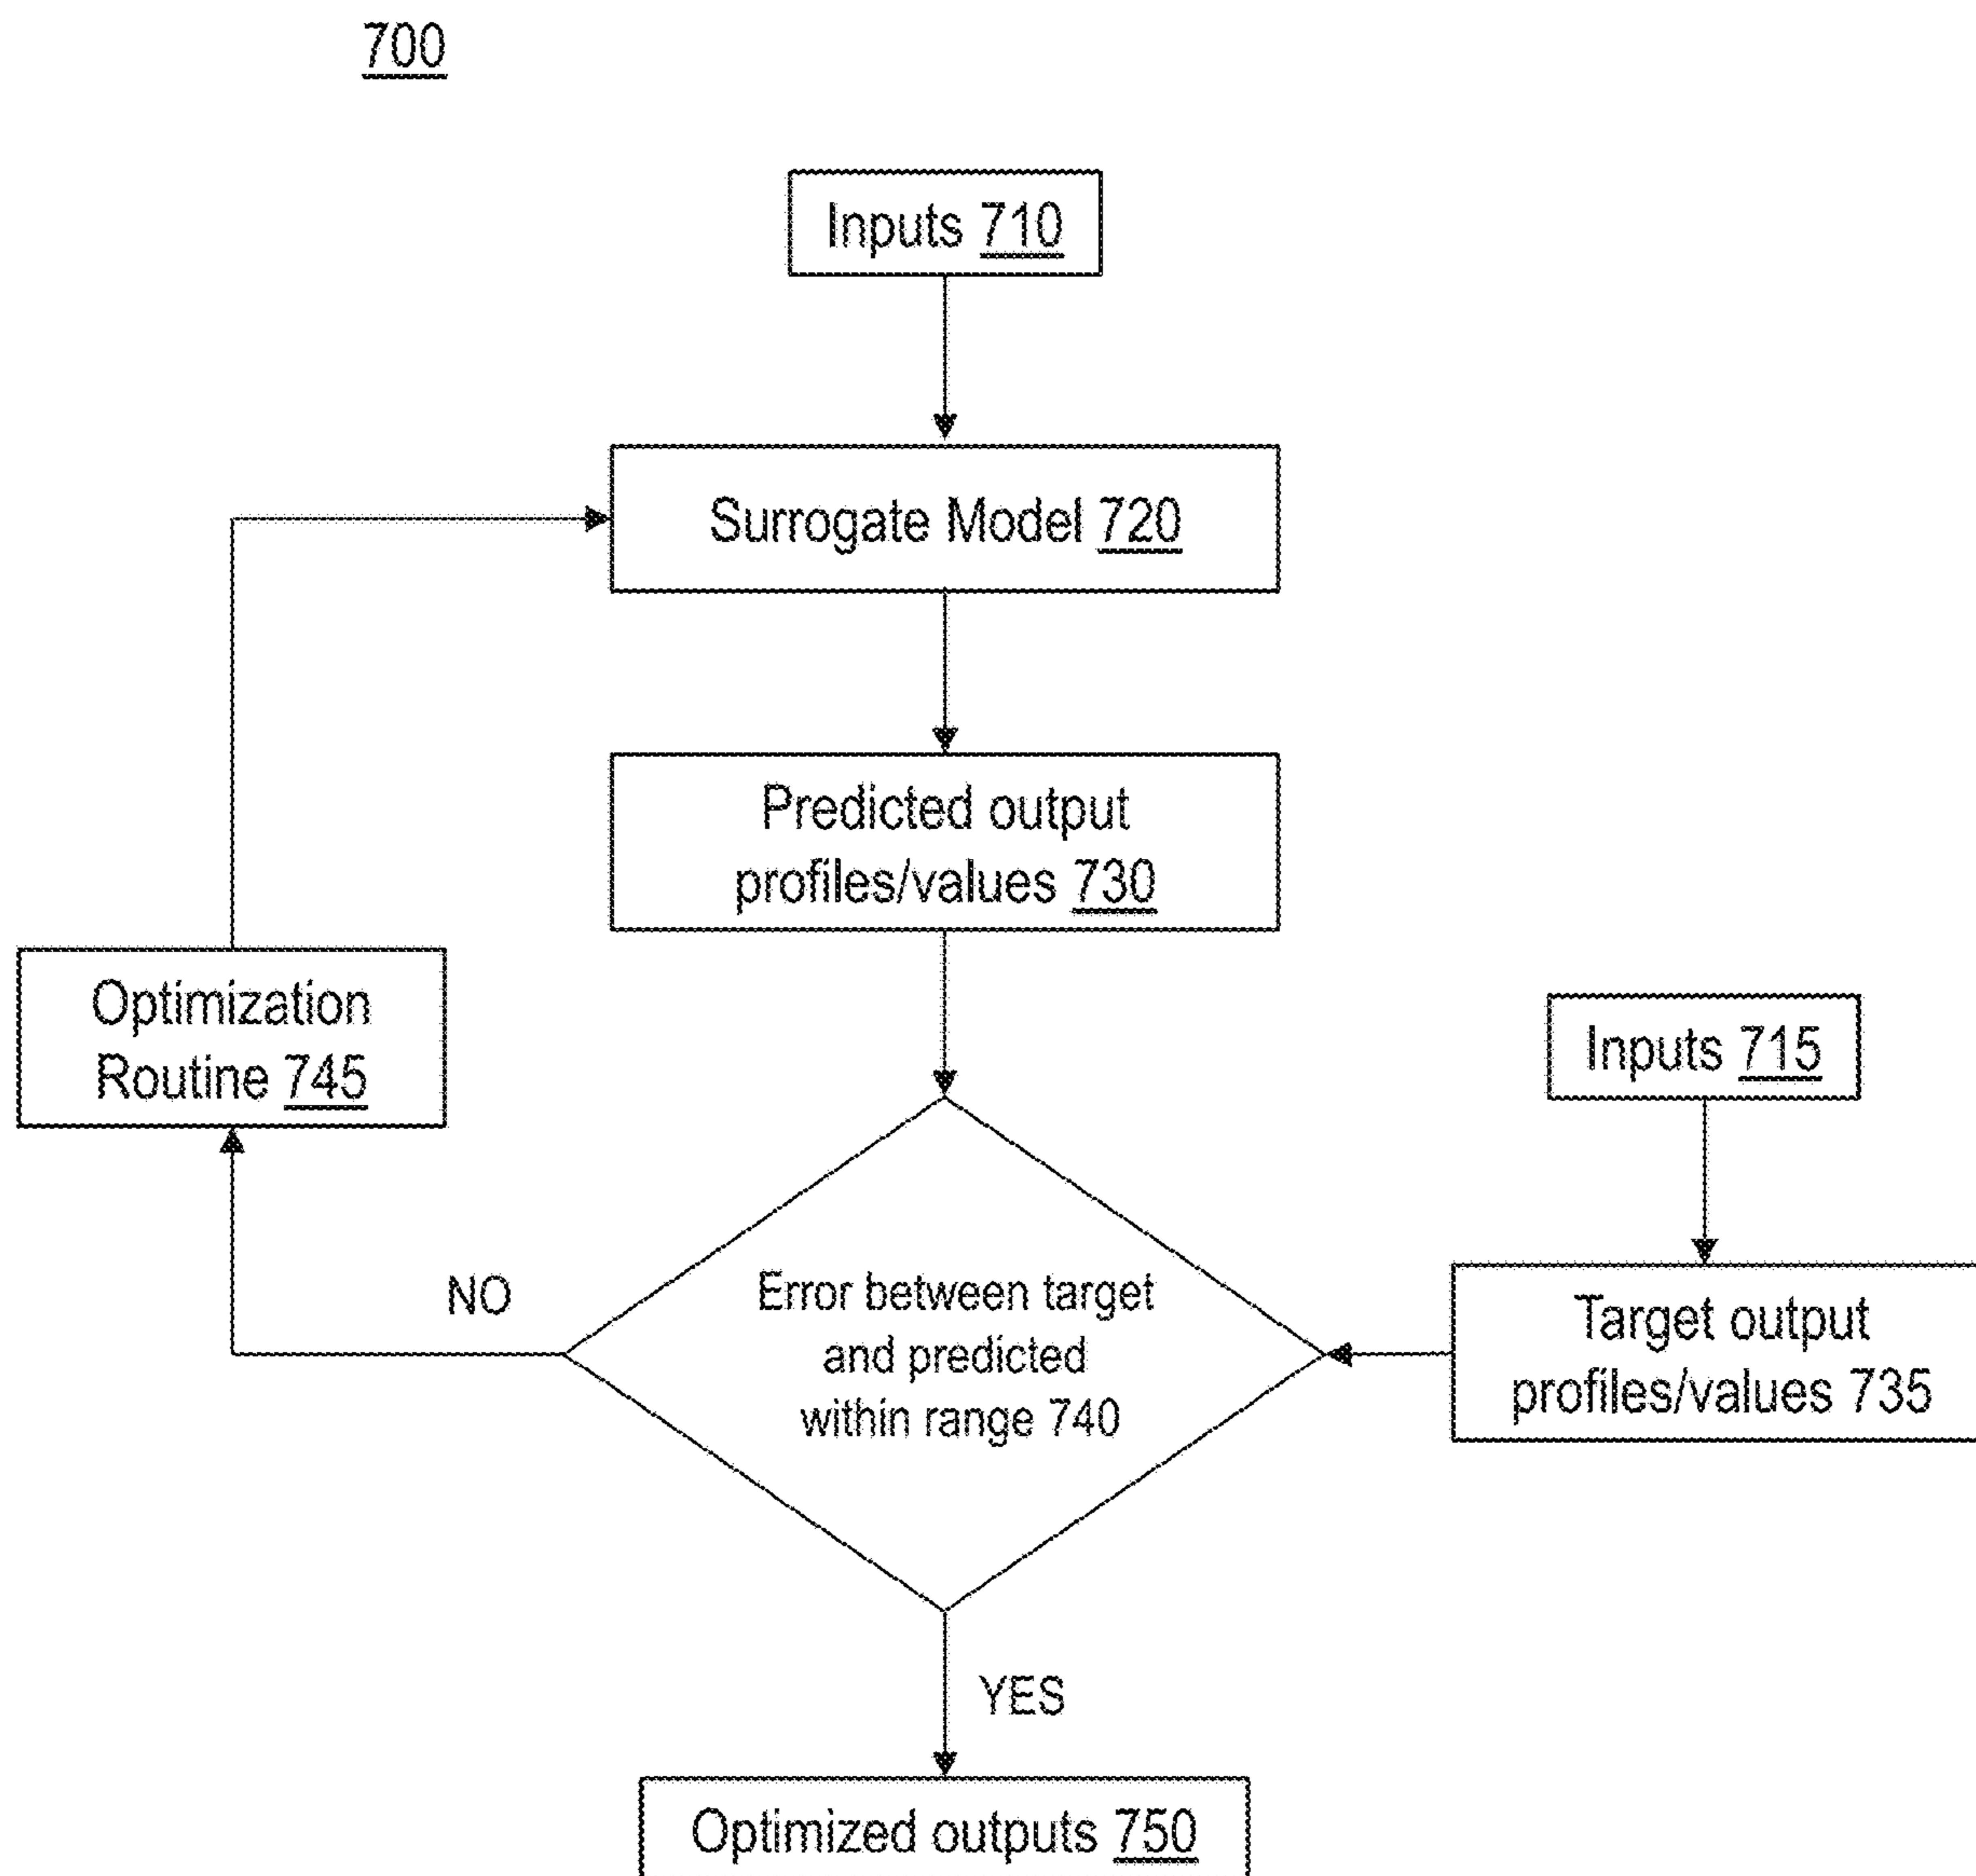 700
Inputs 710
Surrogate Model 720
Predicted output
profiles/values 730
Optimization
Routine 745
Inputs 715
Error between target
and predicted
within range 740
NO
Target output
profiles/values 735
YES
Optimized outputs 750